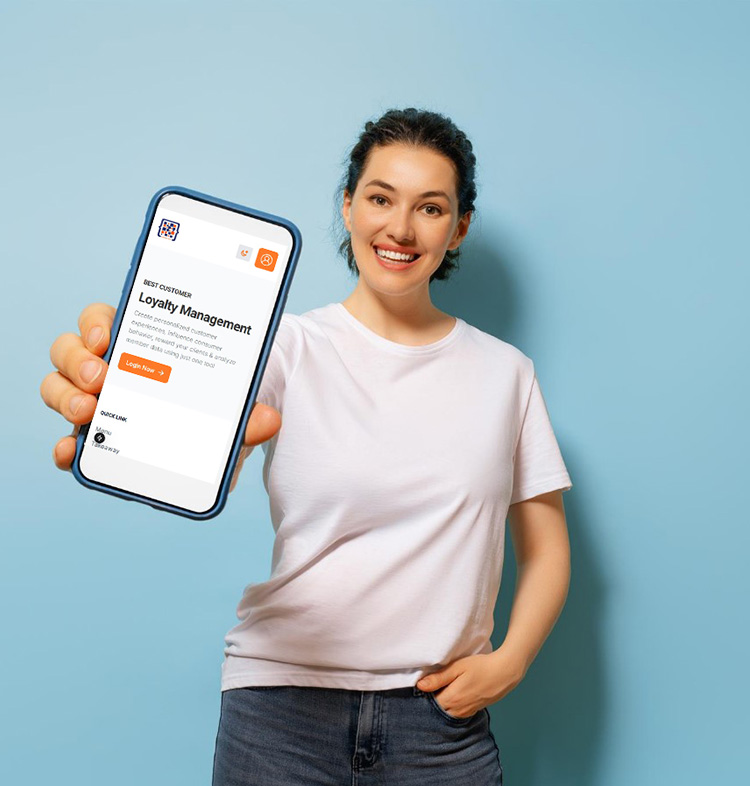 BEST CUSTOMER
Loyalty Management
Create personalized customer
experiences. Influence consumer
behavior, reward your clients & analyze
member data using just one tool
Login Now
QUICK LINK
Menu
Takeaway